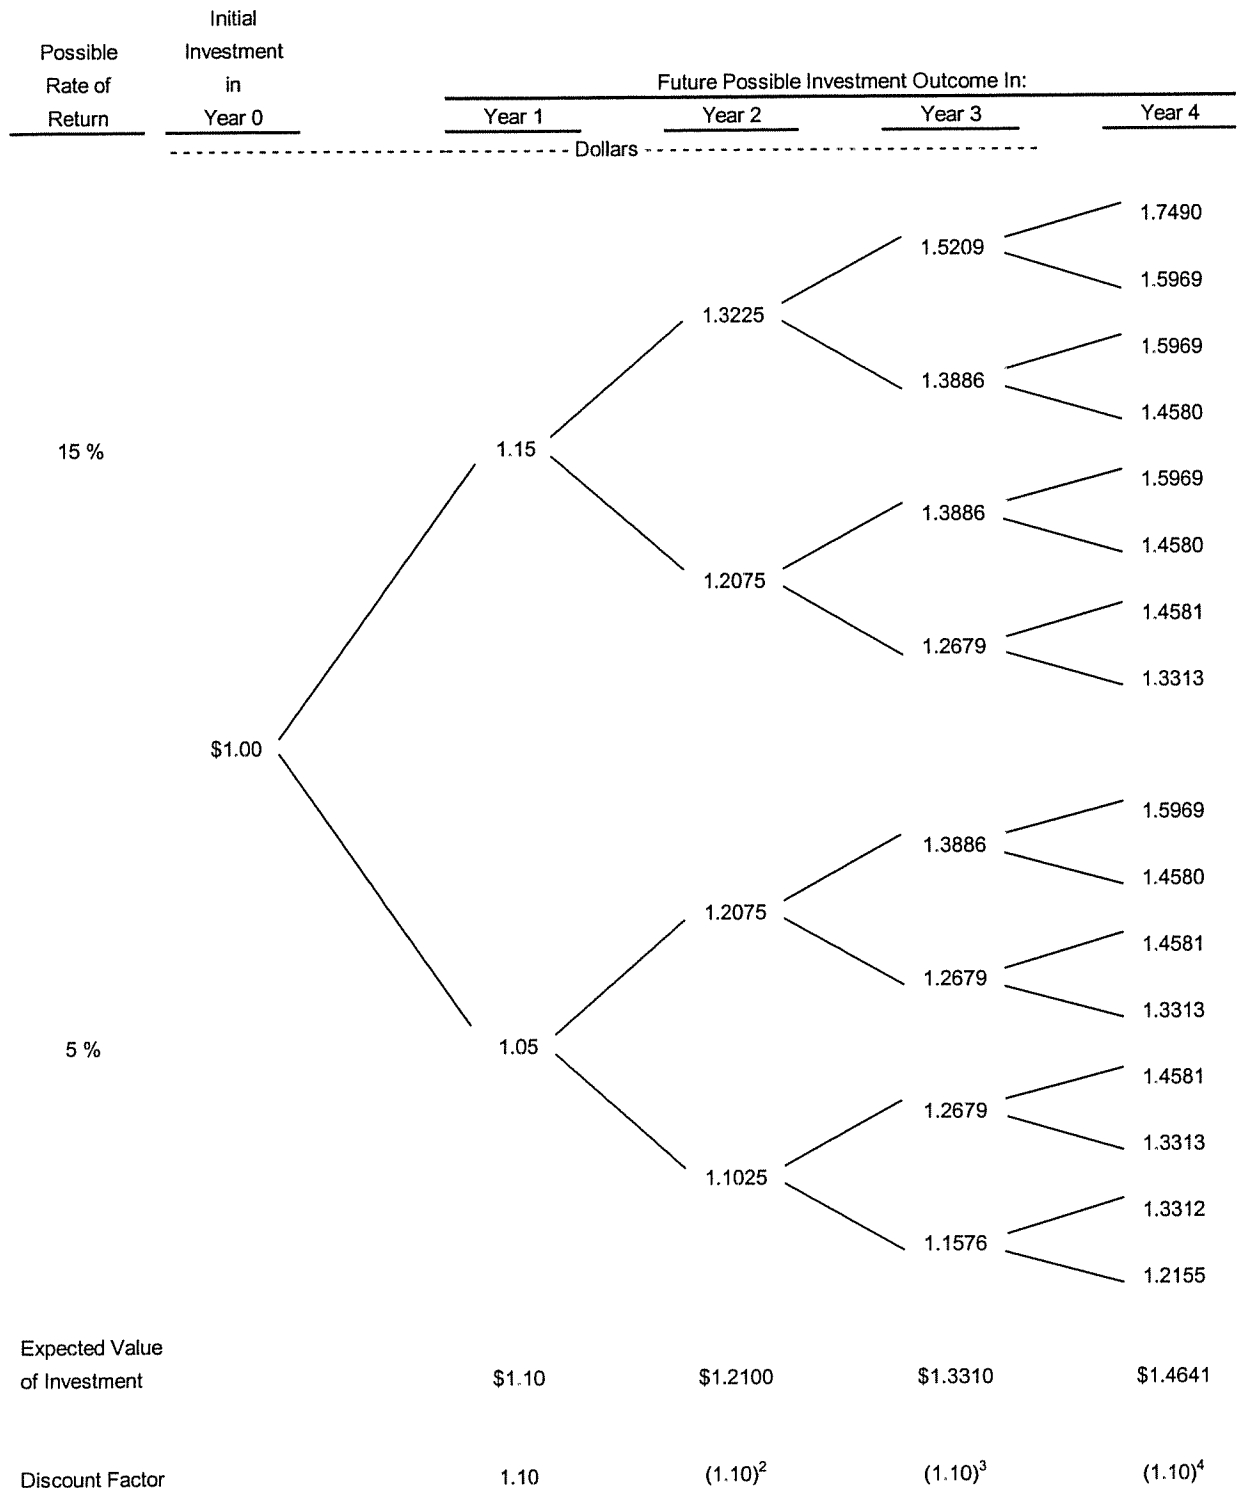 Initial
Possible Investment
Rate of in Future Possible Investment Outcome In:
Return Year 0 Year 1 Year 2 Year 3 Year 4
Dollars
1.7490
1.5209
1.5969
1.3225
1.5969
1.3886
1.4580
15 % 1.15
1.5969
1.3886
1.4580
1.2075
1.4581
1.2679
1.3313
$1.00
1.5969
1.3886
1.4580
1.2075
1.4581
1.2679
1.3313
5 % 1.05
1.4581
1.2679
1.3313
1.1025
1.3312
1.1576
1.2155
Expected Value
of Investment $1.10 $1.2100 $1.3310 $1.4641
Discount Factor 1.10 (1.10)² (1.10)³ (1.10)⁴